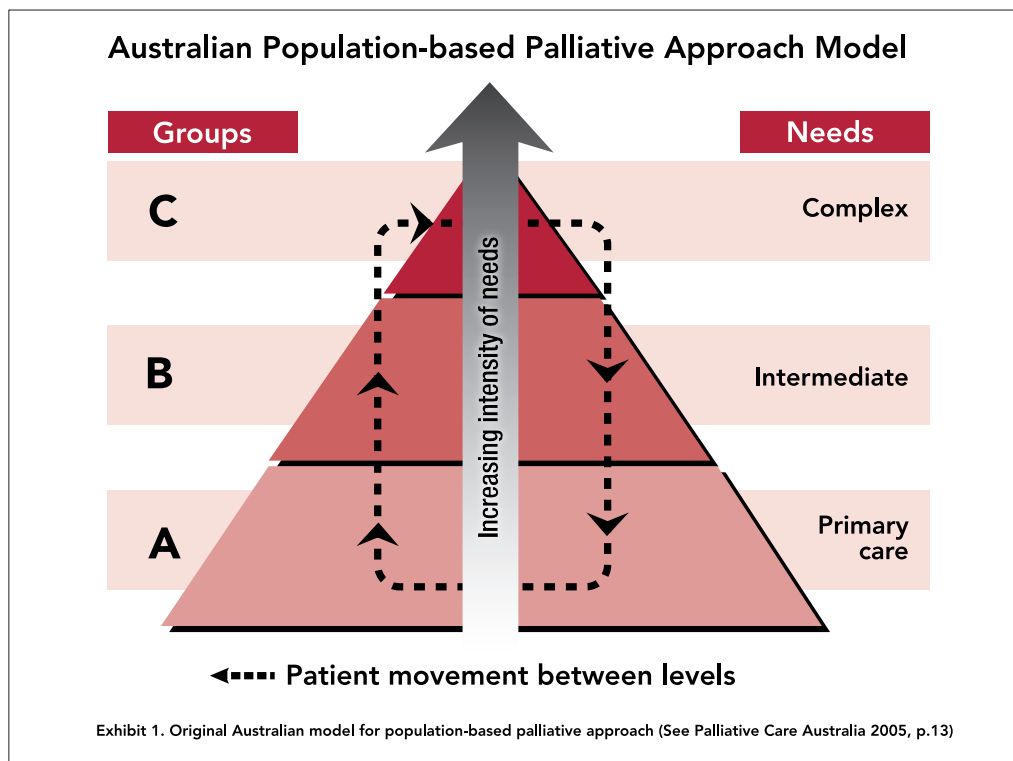 Australian Population-based Palliative Approach Model
Groups
Needs
C
Complex
B
Intermediate
A
Primary
care
Increasing intensity of needs
Patient movement between levels
Exhibit 1. Original Australian model for population-based palliative approach (See Palliative Care Australia 2005, p.13)